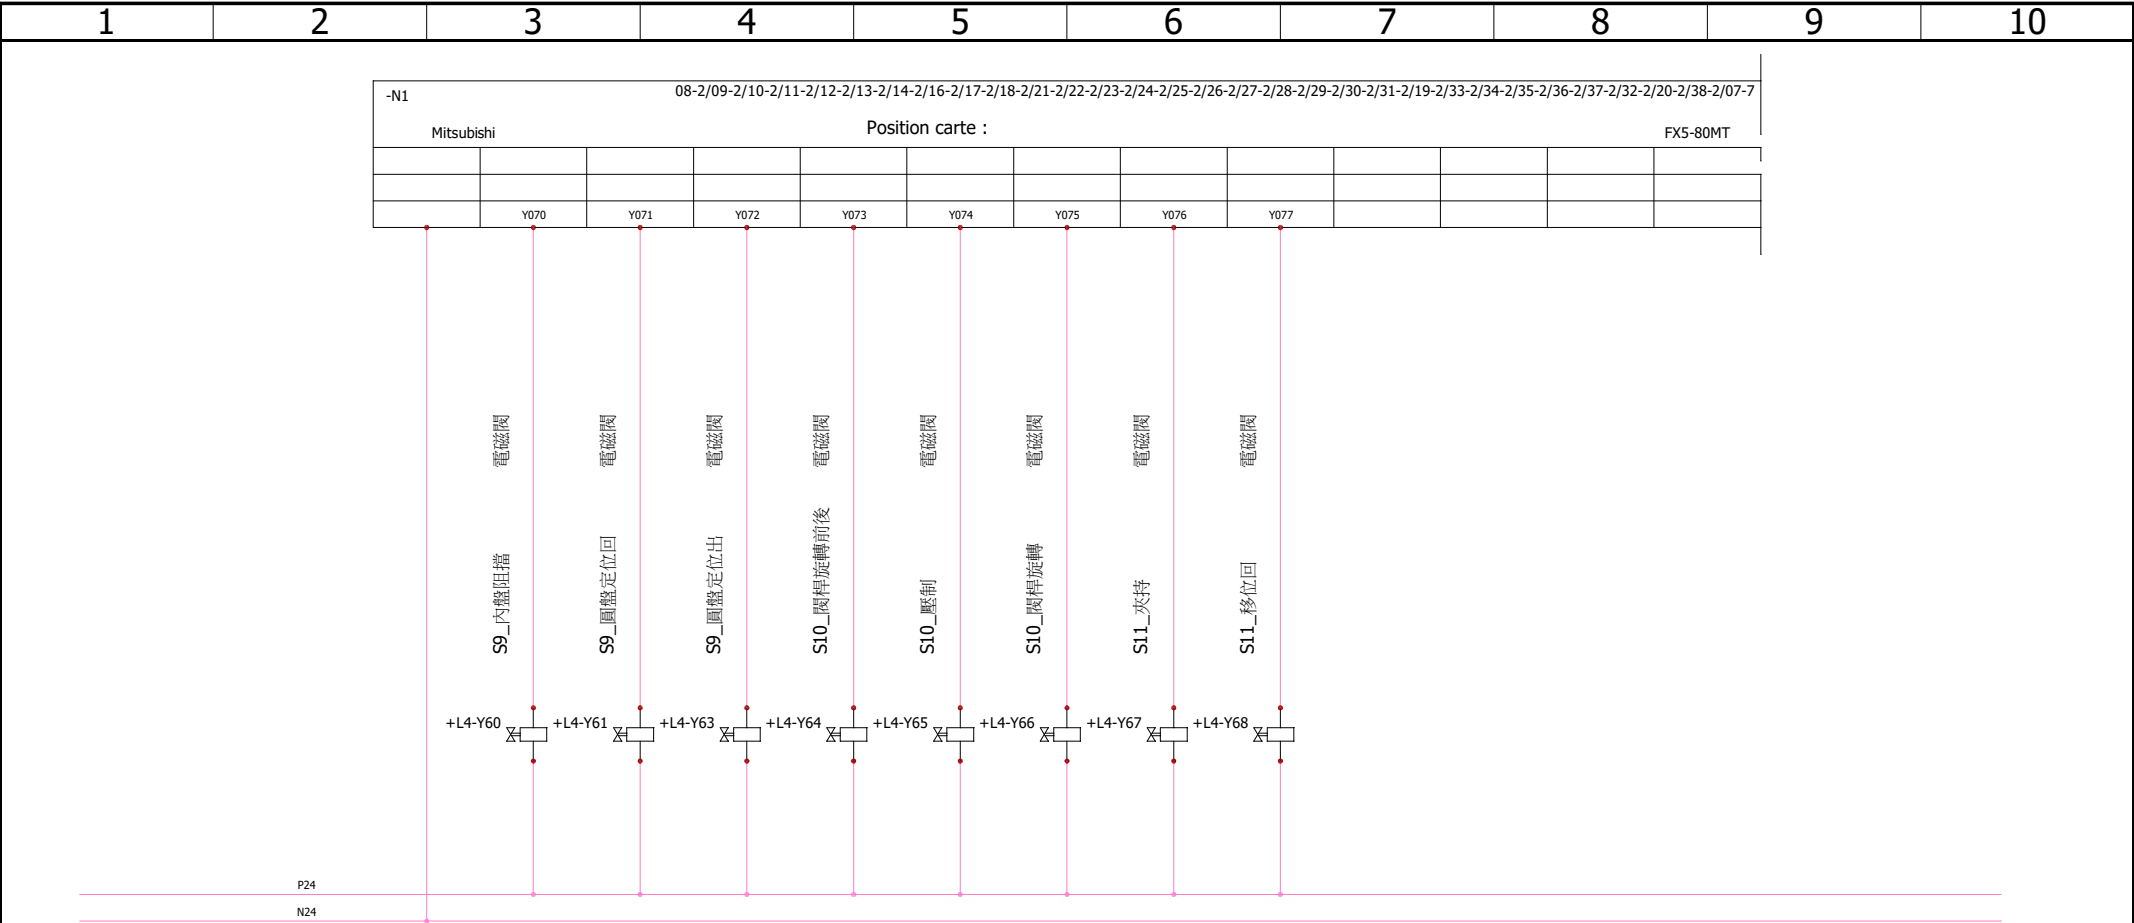 1 2 3 4 5 6 7 8 9 10
-N1 08-2/09-2/10-2/11-2/12-2/13-2/14-2/16-2/17-2/18-2/21-2/22-2/23-2/24-2/25-2/26-2/27-2/28-2/29-2/30-2/31-2/19-2/33-2/34-2/35-2/36-2/37-2/32-2/20-2/38-2/07-7
Mitsubishi Position carte : FX5-80MT
Y070 Y071 Y072 Y073 Y074 Y075 Y076 Y077
S9_內盤阻擋 電磁閥
S9_圓盤定位回 電磁閥
S9_圓盤定位出 電磁閥
S10_閥桿旋轉前後 電磁閥
S10_壓制 電磁閥
S10_閥桿旋轉 電磁閥
S11_夾持 電磁閥
S11_移位回 電磁閥
+L4-Y60 +L4-Y61 +L4-Y63 +L4-Y64 +L4-Y65 +L4-Y66 +L4-Y67 +L4-Y68
P24
N24